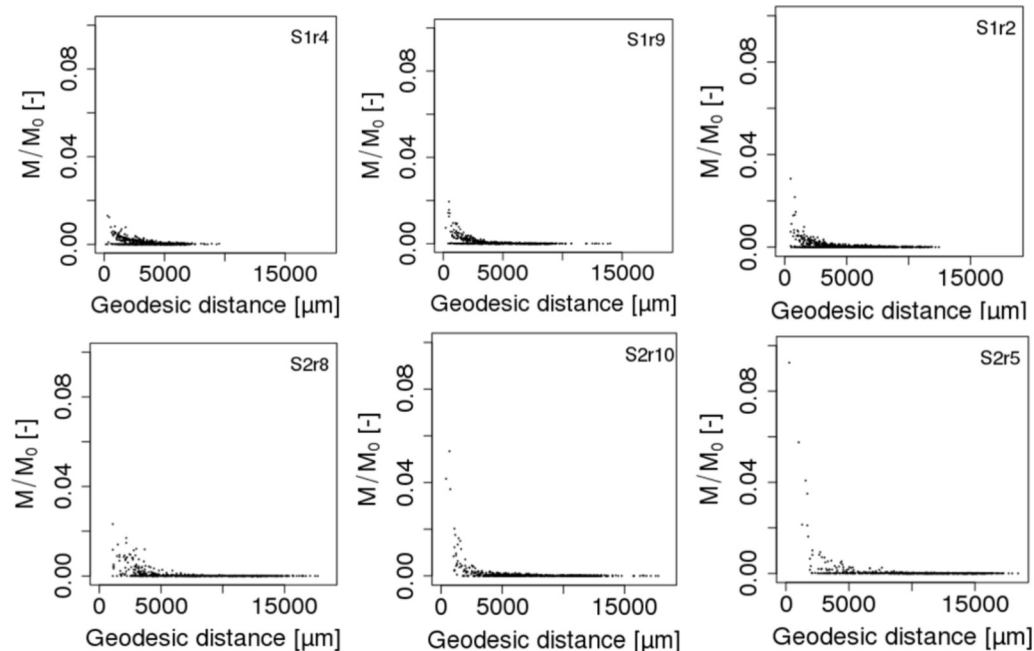 S1r4
0.08
0.04
0.00
M/M₀ [-]
5000 15000
Geodesic distance [µm]
S1r9
0.08
0.04
0.00
M/M₀ [-]
5000 15000
0
Geodesic distance [µm]
S1r2
0.08
0.04
0.00
M/M₀ [-]
0 5000 15000
Geodesic distance [µm]
S2r8
0.08
0.04
0.00
M/M₀ [-]
0 5000 15000
Geodesic distance [µm]
S2r10
0.08
0.04
0.00
M/M₀ [-]
0 5000 15000
Geodesic distance [µm]
S2r5
0.08
0.04
0.00
M/M₀ [-]
0 5000 15000
Geodesic distance [µm]